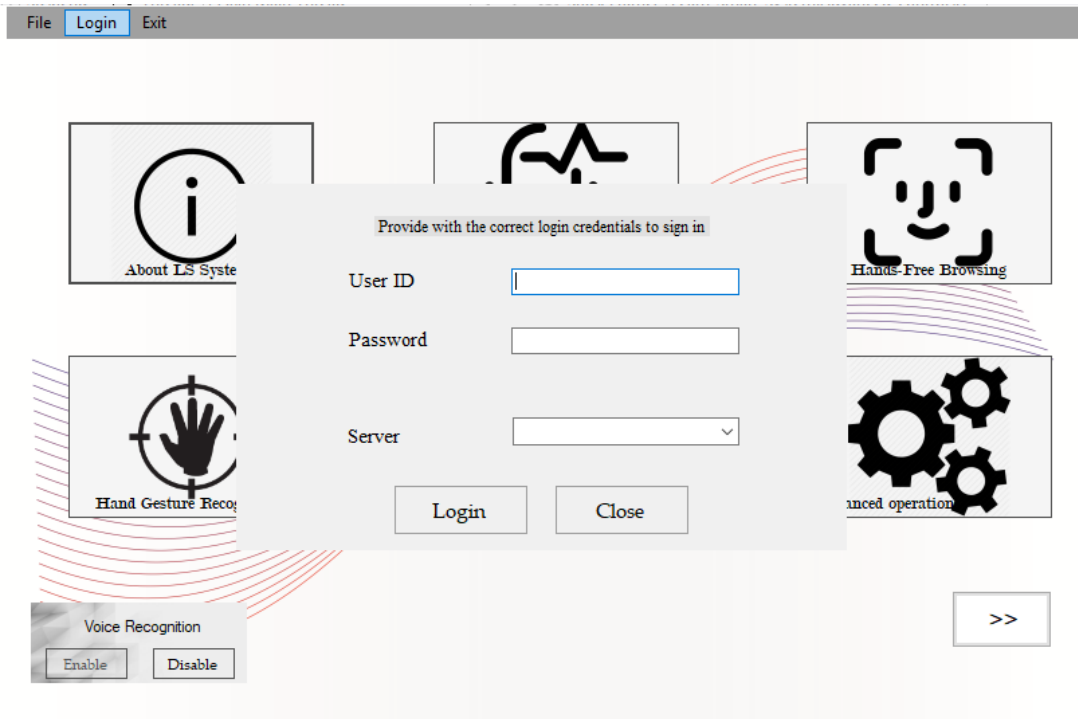 File Login Exit
Provide with the correct login credentials to sign in
User ID
About LS Syste
Hands-Free Browsing
Password
Server
Hand Gesture Recog
anced operation
Login Close
Voice Recognition
Enable Disable
>>